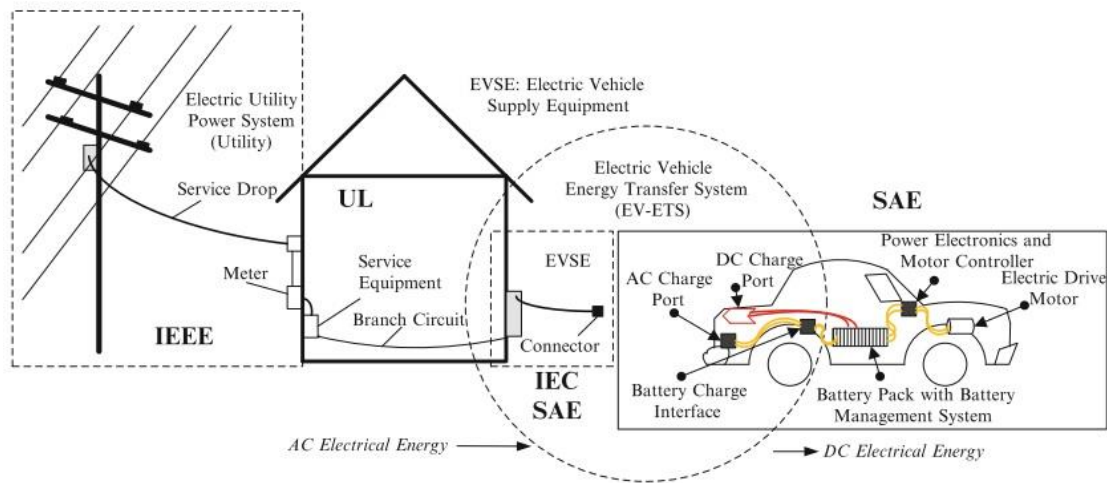 Electric Utility
Power System
(Utility)
Service Drop
Meter
IEEE
UL
Service
Equipment
Branch Circuit
EVSE: Electric Vehicle
Supply Equipment
Electric Vehicle
Energy Transfer System
(EV-ETS)
EVSE
Connector
IEC
SAE
SAE
Power Electronics and
Motor Controller
DC Charge
Port
AC Charge
Port
Electric Drive
Motor
Battery Charge
Interface
Battery Pack with Battery
Management System
AC Electrical Energy
DC Electrical Energy